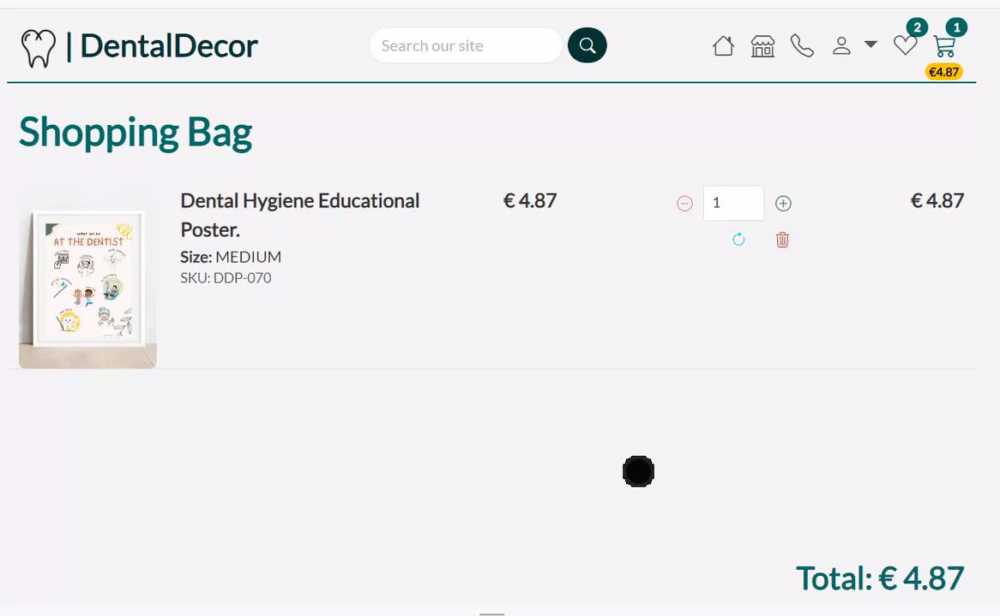 | DentalDecor
Search our site
2
1
€4.87
Shopping Bag
Dental Hygiene Educational
Poster.
Size: MEDIUM
SKU: DDP-070
€ 4.87
1
€ 4.87
AT THE DENTIST
Total: € 4.87